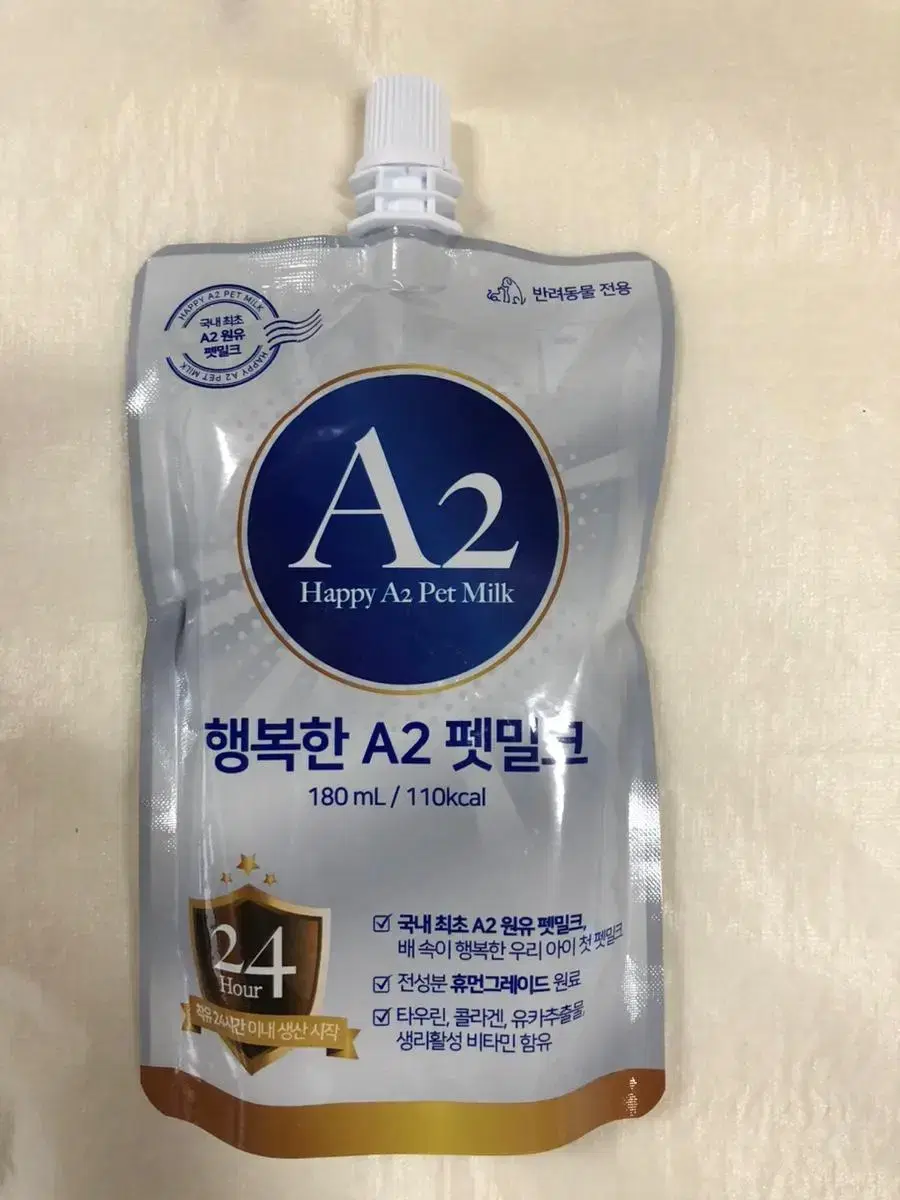 HAPPY A2 PET MILK
국내 최초
A2 원유
펫밀크
HAPPY A2 PET MILK
반려동물 전용
A2
Happy A2 Pet Milk
행복한 A2 펫밀크
180 mL / 110kcal
24
Hour
착유 24시간 이내 생산 시작
국내 최초 A2 원유 펫밀크,
배 속이 행복한 우리 아이 첫 펫밀크
전성분 휴먼그레이드 원료
타우린, 콜라겐, 유카추출물,
생리활성 비타민 함유